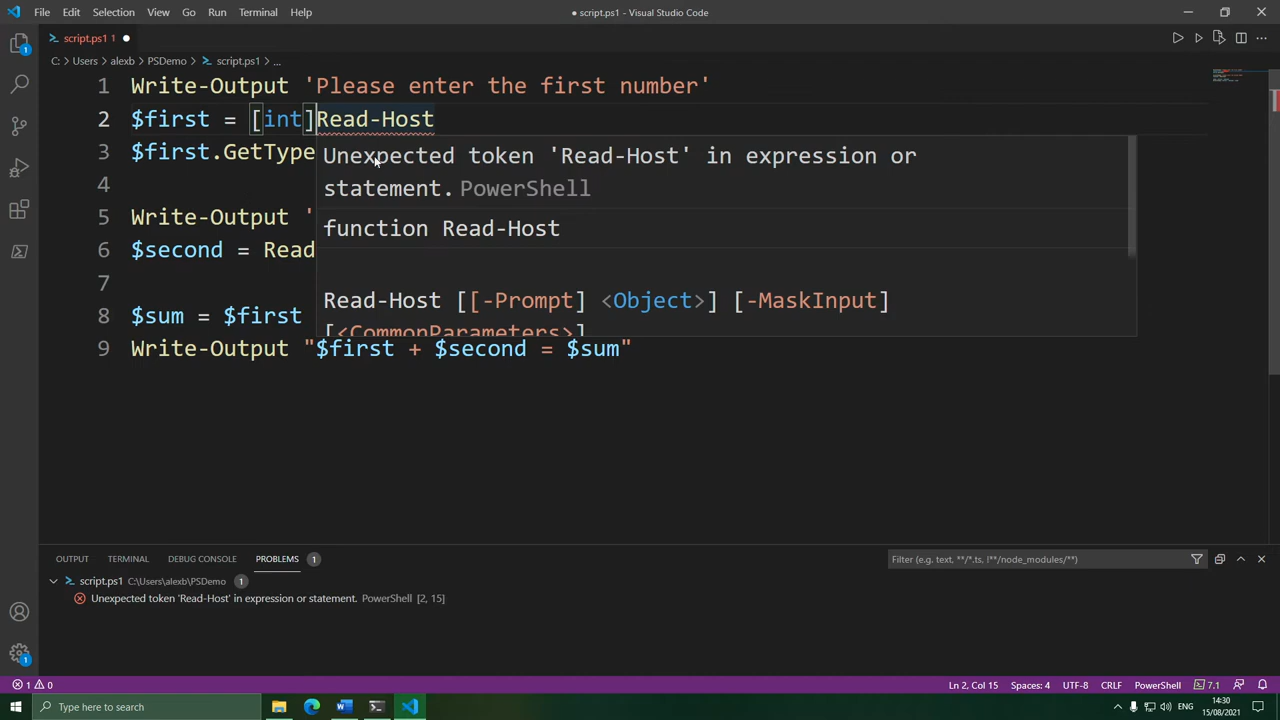 File Edit Selection View Go Run Terminal Help
● script.ps1 - Visual Studio Code
script.ps1 1 ●
C: > Users > alexb > PSDemo > script.ps1 > ...
1 Write-Output 'Please enter the first number'
2 $first = [int]Read-Host
3 $first.GetType
Unexpected token 'Read-Host' in expression or
statement. PowerShell
4
5 Write-Output '
function Read-Host
6 $second = Read
7
Read-Host [[-Prompt] <Object>] [-MaskInput]
8 $sum = $first
[<CommonParameters>]
9 Write-Output "$first + $second = $sum"
OUTPUT TERMINAL DEBUG CONSOLE PROBLEMS 1
Filter (e.g. text, **/*.ts, !**/node_modules/**)
script.ps1 C:\Users\alexb\PSDemo 1
Unexpected token 'Read-Host' in expression or statement. PowerShell [2, 15]
1 0 Ln 2, Col 15 Spaces: 4 UTF-8 CRLF PowerShell 7.1
Type here to search
ENG
14:30
15/08/2021